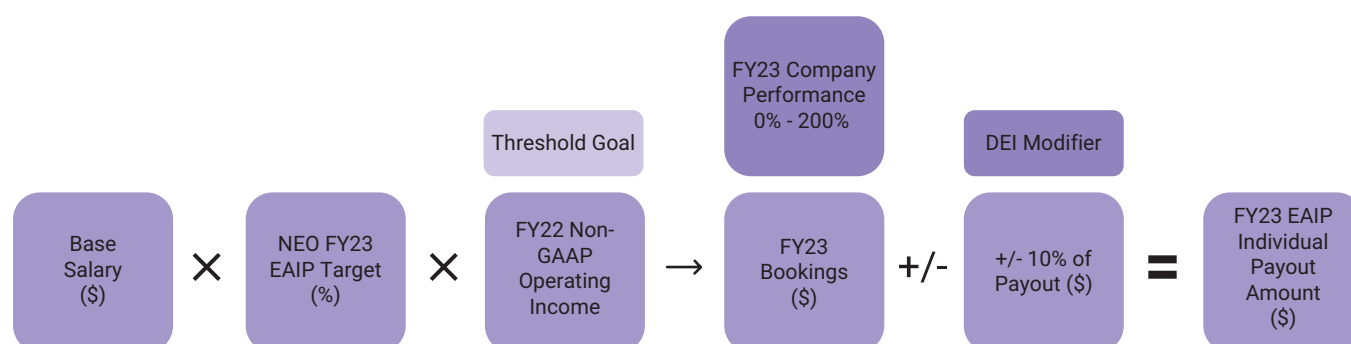 FY23 Company
Performance
0% - 200%
Threshold Goal
DEI Modifier
Base
Salary
($)
×
NEO FY23
EAIP Target
(%)
×
FY22 Non-
GAAP
Operating
Income
→
FY23
Bookings
($)
+/-
+/- 10% of
Payout ($)
=
FY23 EAIP
Individual
Payout
Amount
($)